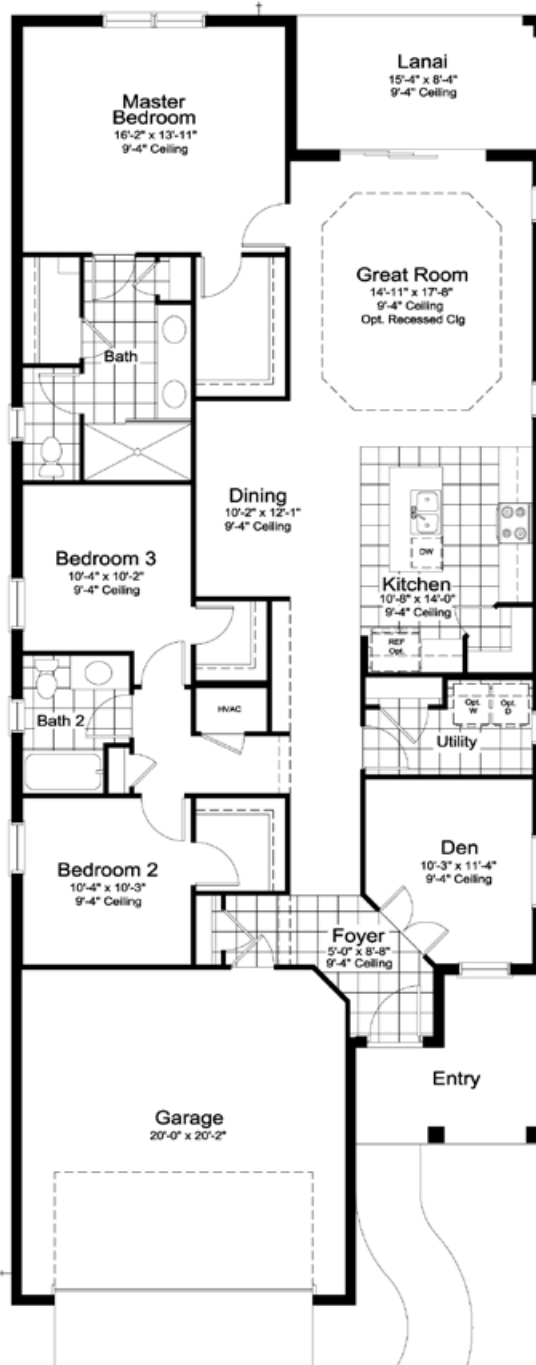 Lanai
15'-4" x 8'-4"
9'-4" Ceiling
Master
Bedroom
16'-2" x 13'-11"
9'-4" Ceiling
Great Room
14'-11" x 17'-8"
9'-4" Ceiling
Opt. Recessed Clg
Bath
Dining
10'-2" x 12'-1"
9'-4" Ceiling
DW
Bedroom 3
10'-4" x 10'-2"
9'-4" Ceiling
Kitchen
10'-8" x 14'-0"
9'-4" Ceiling
REF
Opt.
Bath 2
HVAC
Opt.
W
Opt.
D
Utility
Bedroom 2
10'-4" x 10'-3"
9'-4" Ceiling
Den
10'-3" x 11'-4"
9'-4" Ceiling
Foyer
5'-0" x 8'-8"
9'-4" Ceiling
Entry
Garage
20'-0" x 20'-2"